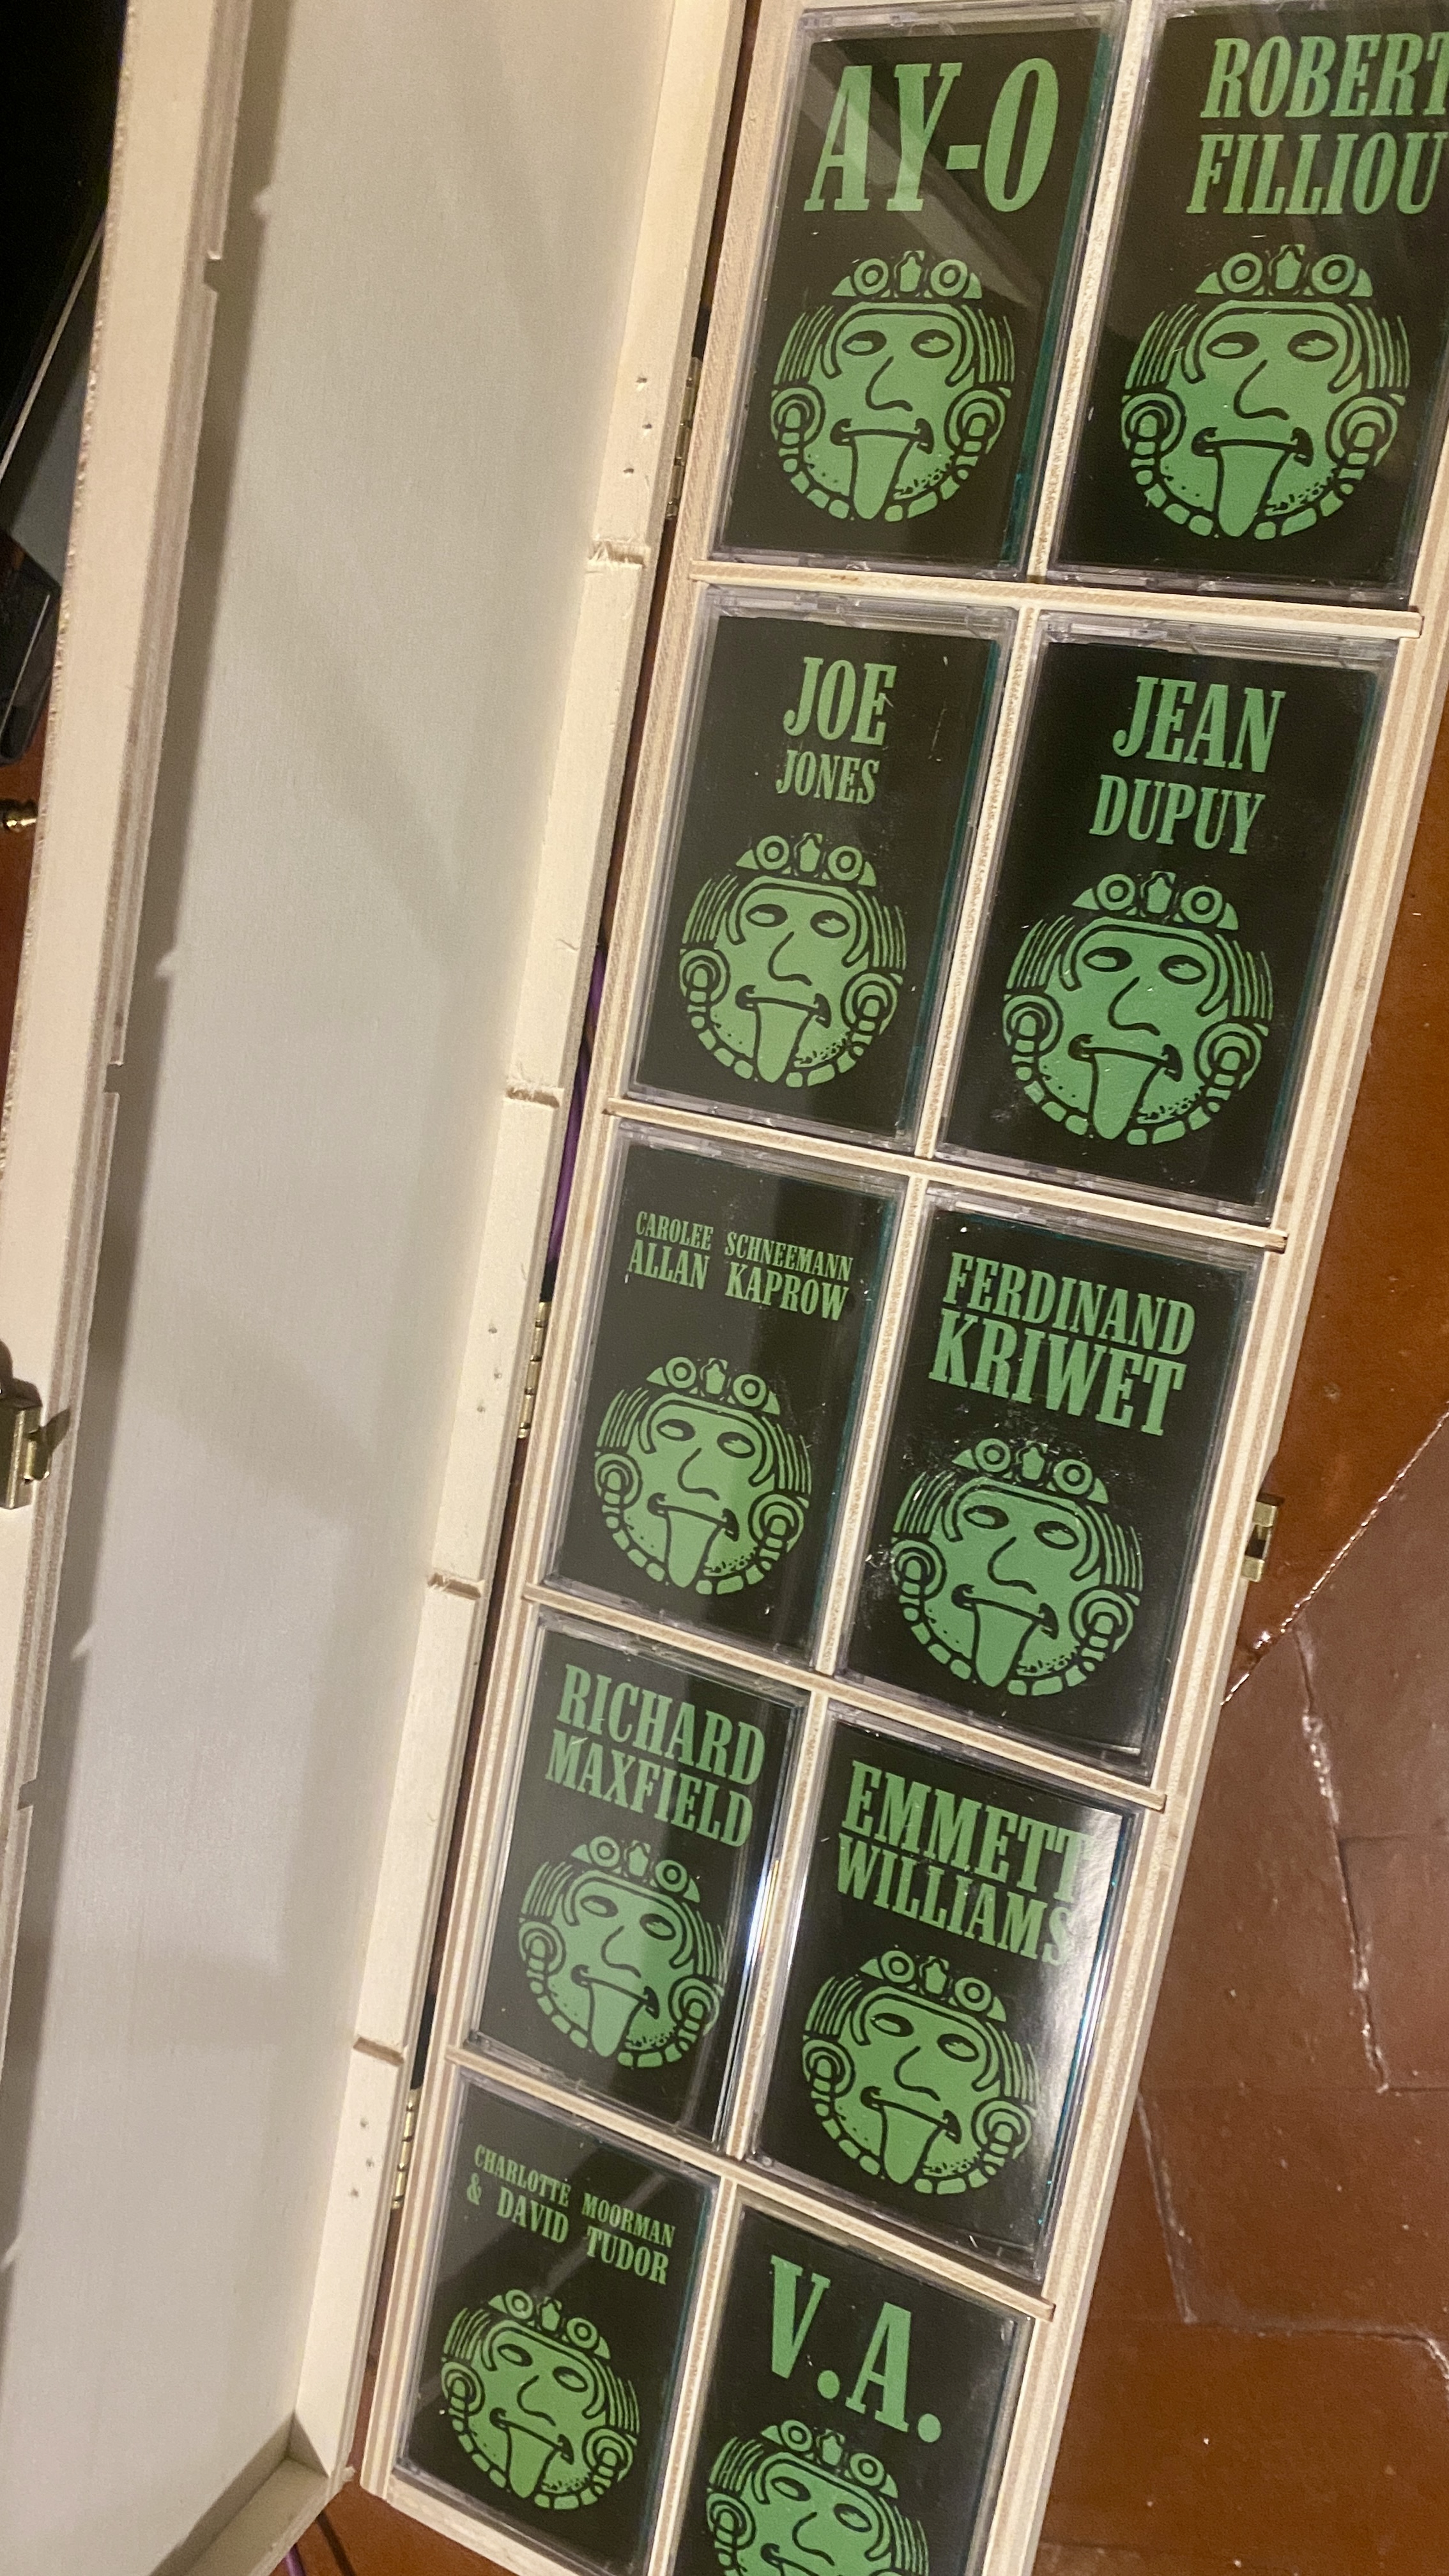 AY-O
ROBERT
FILLIOU
JOE
JONES
JEAN
DUPUY
CAROLEE SCHNEEMANN
ALLAN KAPROW
FERDINAND
KRIWET
RICHARD
MAXFIELD
EMMETT
WILLIAMS
CHARLOTTE MOORMAN
& DAVID TUDOR
V.A.